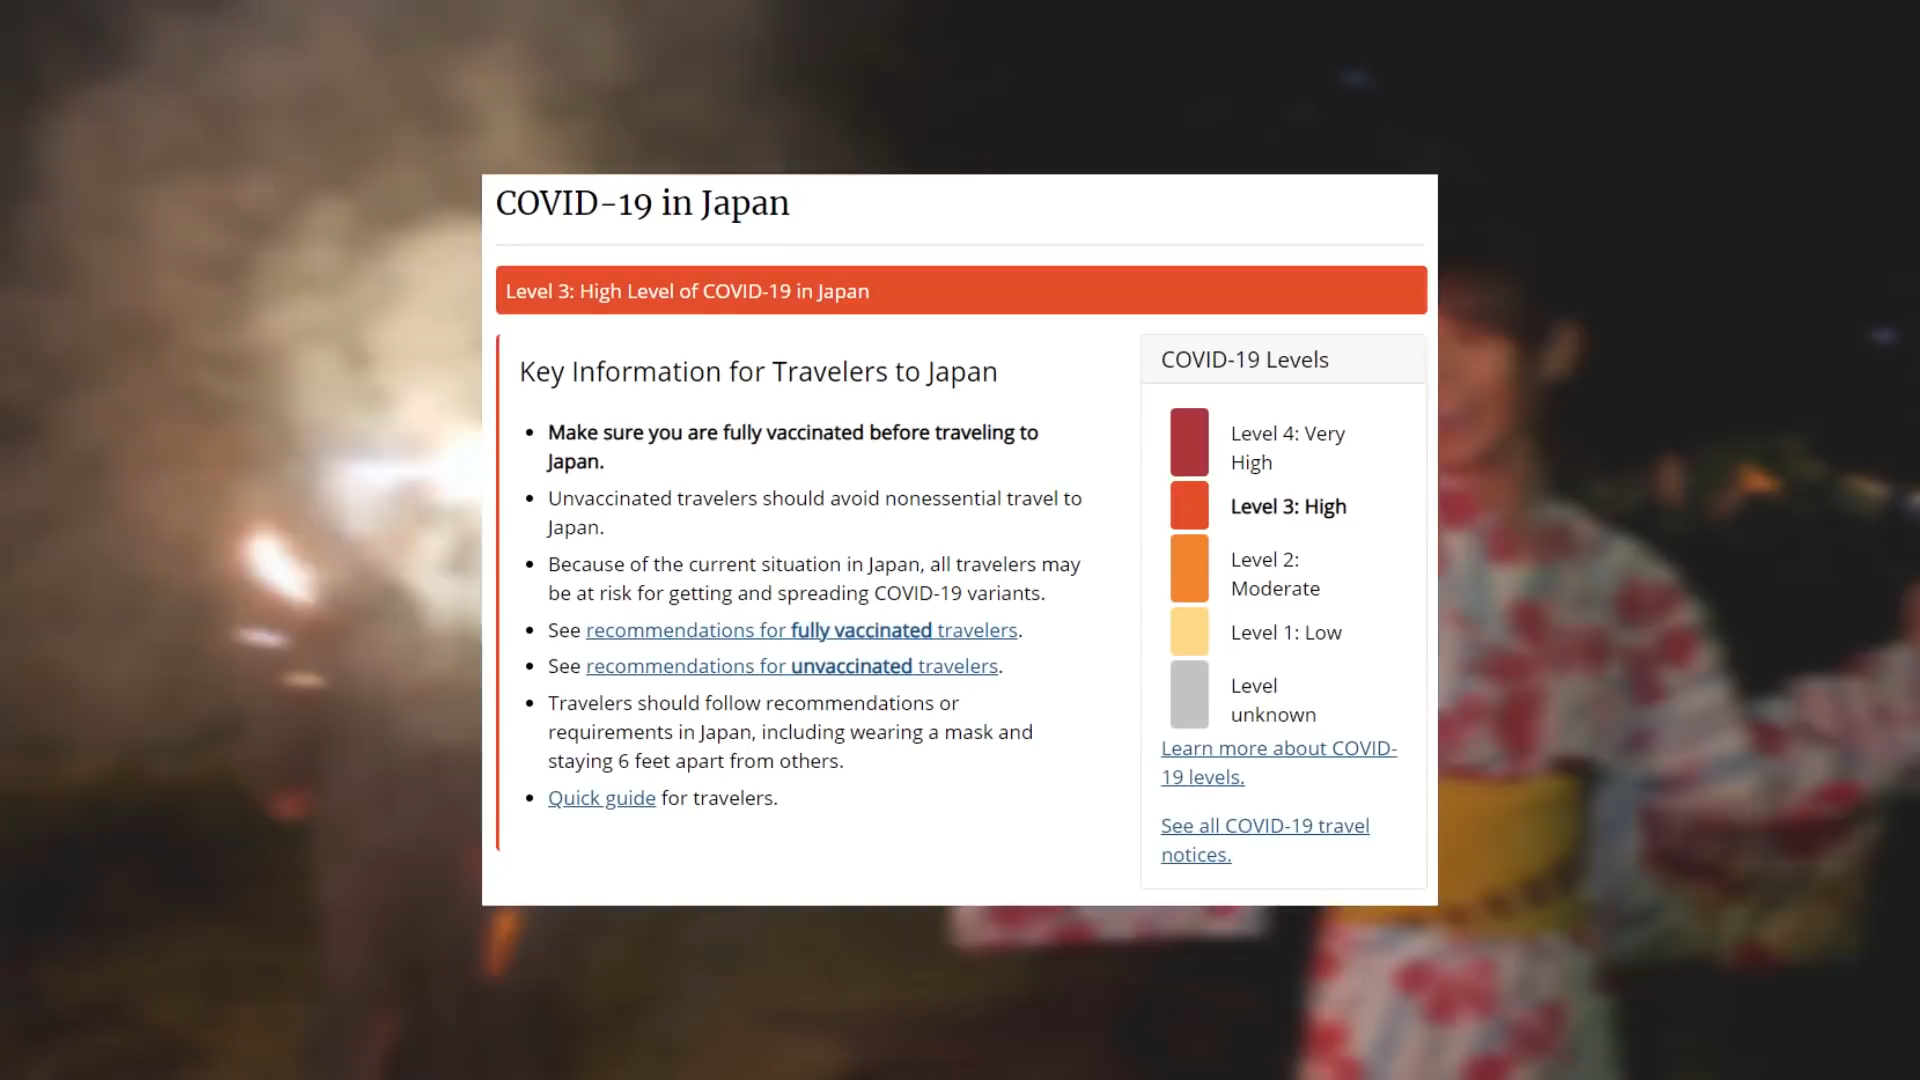 COVID-19 in Japan
Level 3: High Level of COVID-19 in Japan
Key Information for Travelers to Japan
Make sure you are fully vaccinated before traveling to
Japan.
Unvaccinated travelers should avoid nonessential travel to
Japan.
Because of the current situation in Japan, all travelers may
be at risk for getting and spreading COVID-19 variants.
See recommendations for fully vaccinated travelers.
See recommendations for unvaccinated travelers.
Travelers should follow recommendations or
requirements in Japan, including wearing a mask and
staying 6 feet apart from others.
Quick guide for travelers.
COVID-19 Levels
Level 4: Very
High
Level 3: High
Level 2:
Moderate
Level 1: Low
Level
unknown
Learn more about COVID-
19 levels.
See all COVID-19 travel
notices.